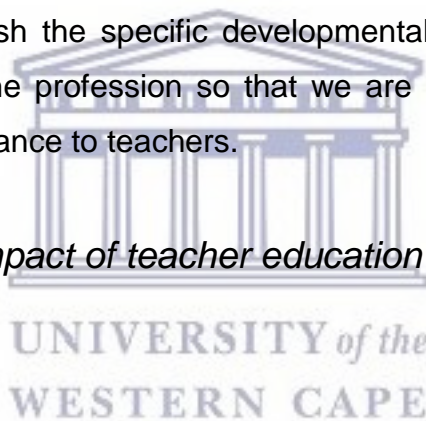 sh the specific developmental
ne profession so that we are
ance to teachers.
mpact of teacher education
UNIVERSITY of the
WESTERN CAPE